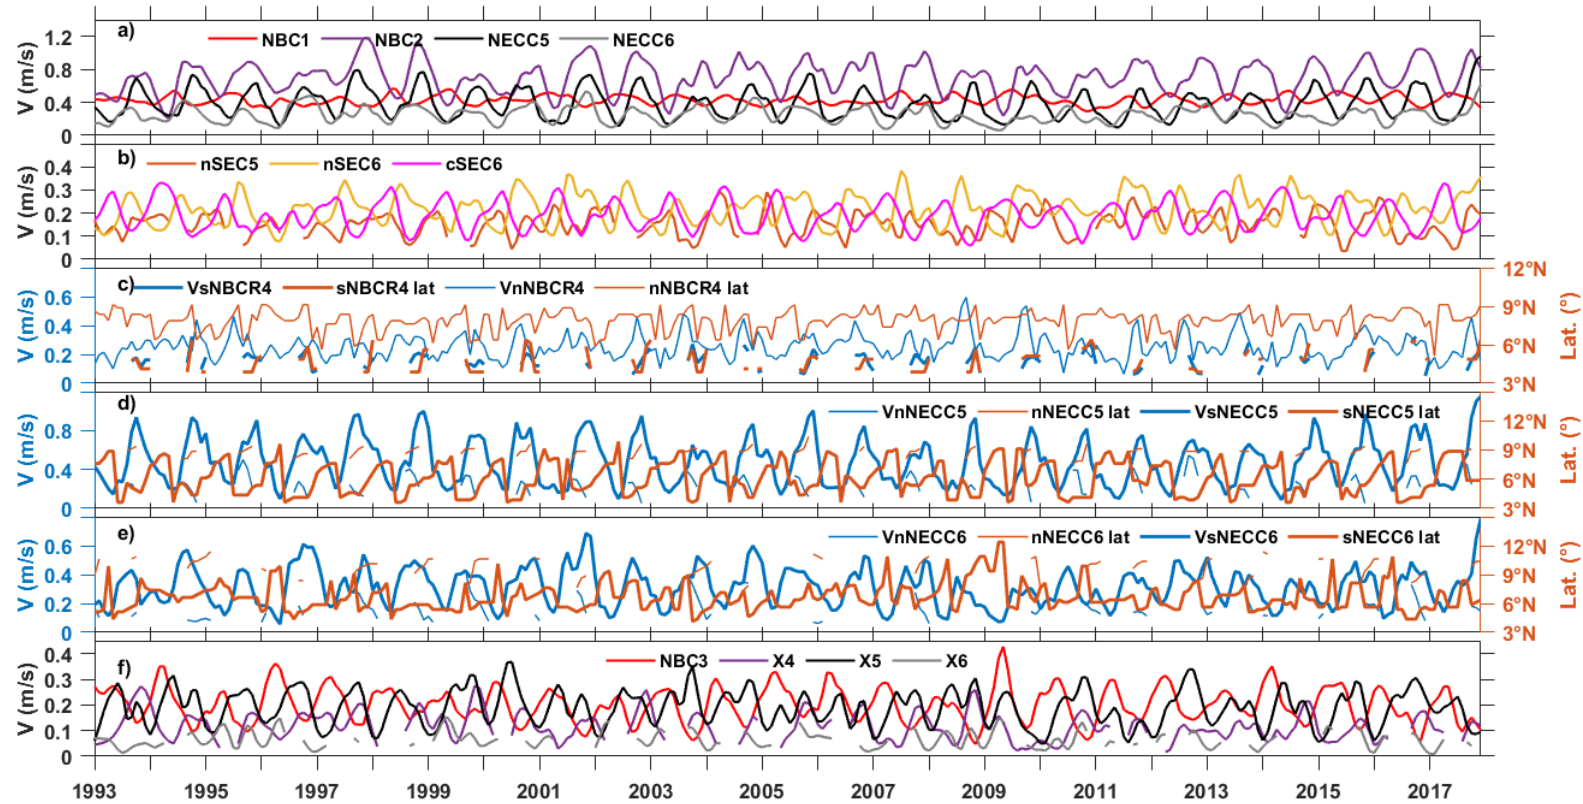 a)
NBC1 NBC2 NECC5 NECC6
V (m/s)
1.2
0.8
0.4
0
b)
nSEC5 nSEC6 cSEC6
V (m/s)
0.4
0.3
0.2
0.1
0
c)
VsNBCR4 sNBCR4 lat VnNBCR4 nNBCR4 lat
V (m/s)
0.6
0.4
0.2
0
12°N
9°N
6°N
3°N
Lat. (°)
d)
VnNECC5 nNECC5 lat VsNECC5 sNECC5 lat
V (m/s)
0.8
0.4
0
12°N
9°N
6°N
3°N
Lat. (°)
e)
VnNECC6 nNECC6 lat VsNECC6 sNECC6 lat
V (m/s)
0.6
0.4
0.2
0
12°N
9°N
6°N
3°N
Lat. (°)
f)
NBC3 X4 X5 X6
V (m/s)
0.4
0.3
0.2
0.1
0
1993 1995 1997 1999 2001 2003 2005 2007 2009 2011 2013 2015 2017